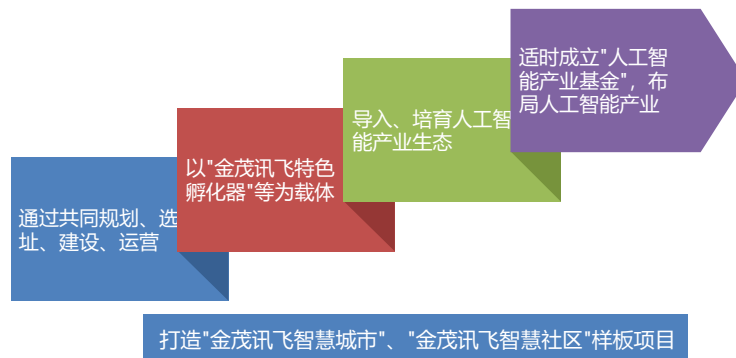 通过共同规划、选
址、建设、运营
以"金茂讯飞特色
孵化器"等为载体
导入、培育人工智
能产业生态
适时成立"人工智
能产业基金"，布
局人工智能产业
打造"金茂讯飞智慧城市"、"金茂讯飞智慧社区"样板项目